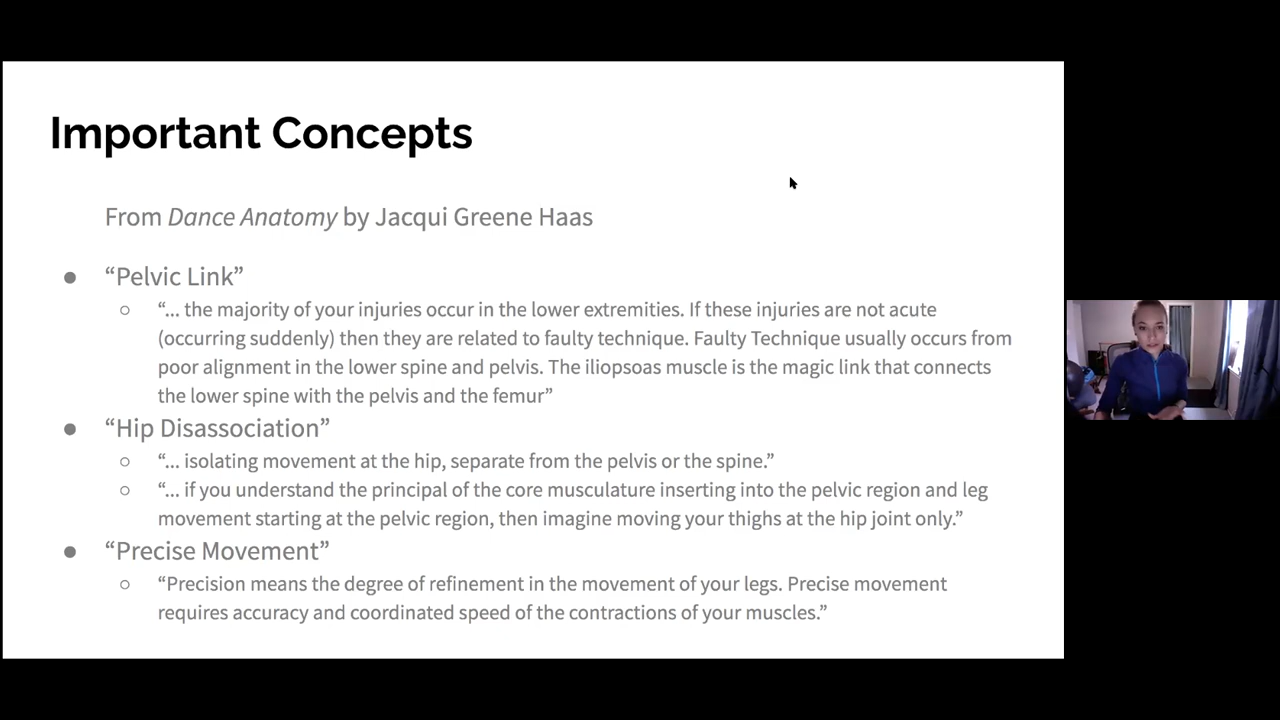 Important Concepts
From Dance Anatomy by Jacqui Greene Haas
● “Pelvic Link”
○ “... the majority of your injuries occur in the lower extremities. If these injuries are not acute
(occurring suddenly) then they are related to faulty technique. Faulty Technique usually occurs from
poor alignment in the lower spine and pelvis. The iliopsoas muscle is the magic link that connects
the lower spine with the pelvis and the femur”
● “Hip Disassociation”
○ “... isolating movement at the hip, separate from the pelvis or the spine.”
○ “... if you understand the principal of the core musculature inserting into the pelvic region and leg
movement starting at the pelvic region, then imagine moving your thighs at the hip joint only.”
● “Precise Movement”
○ “Precision means the degree of refinement in the movement of your legs. Precise movement
requires accuracy and coordinated speed of the contractions of your muscles.”